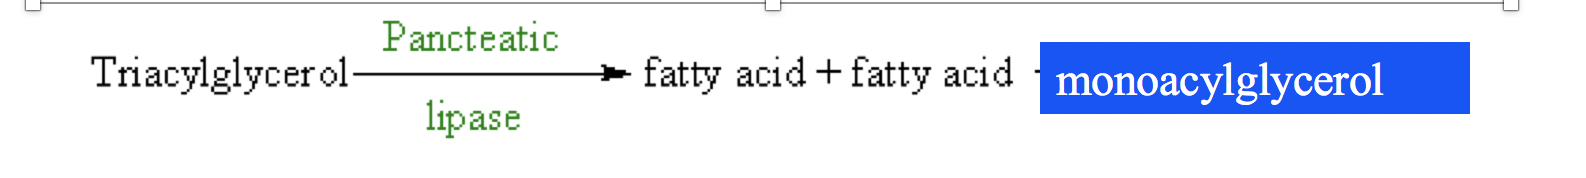 Pancteatic
Triacylglycerol fatty acid + fatty acid monoacylglycerol
lipase